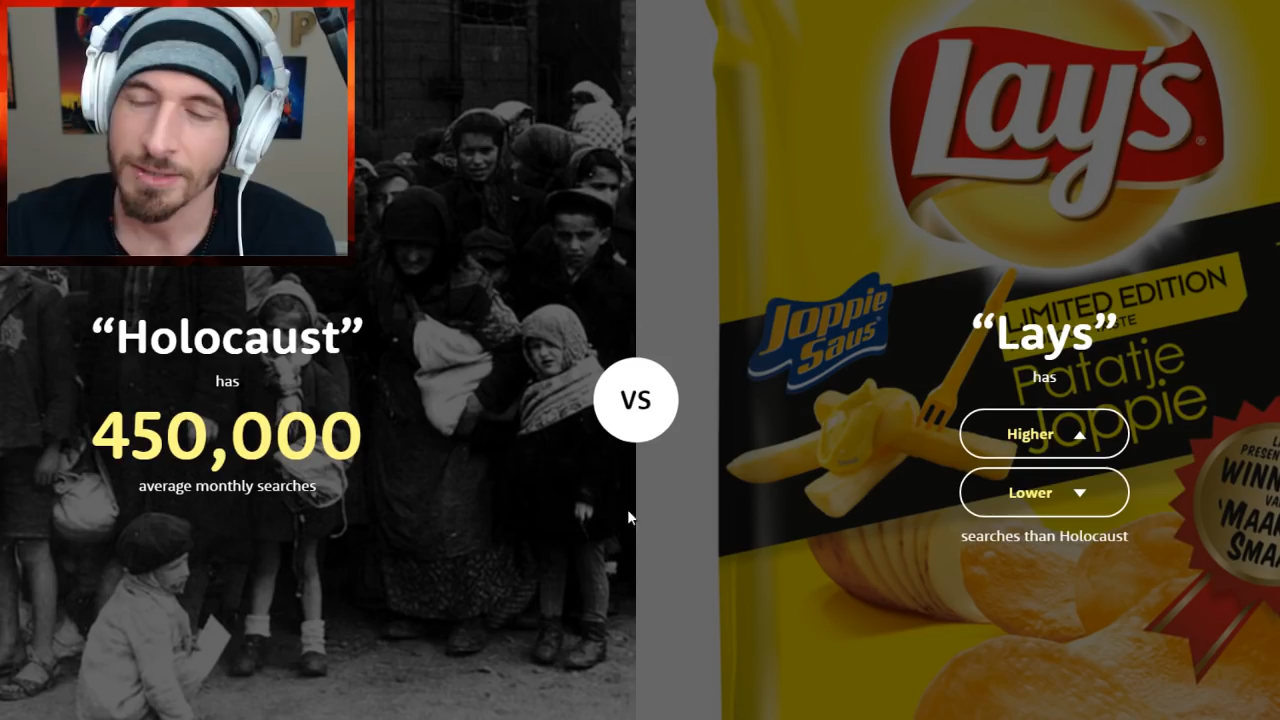 “Holocaust”
has
450,000
average monthly searches
VS
Lay's
Joppie
Saus
LIMITED EDITION
Patatje
Joppie
“Lays”
has
Higher
Lower
searches than Holocaust